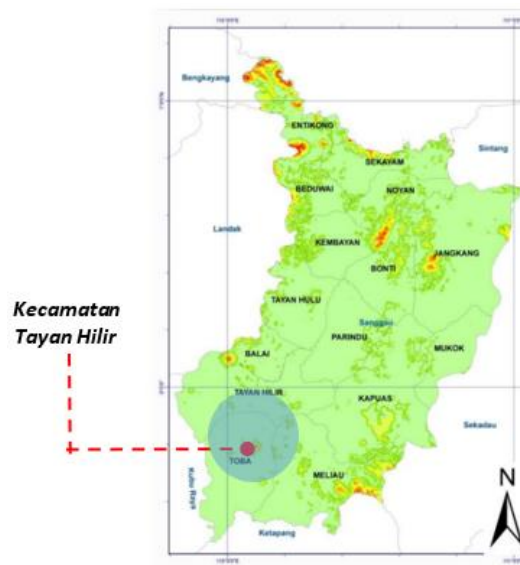 Bengkayang
ENTIKONG
SEKAYAM
Sintang
BEDUWAI
NOYAN
Landak
KEMBAYAN
JANGKANG
BONTI
Kecamatan
Tayan Hilir
TAYAN HULU
Sanggau
PARINDU
MUKOK
BALAI
TAYAN HILIR
KAPUAS
Sekadau
TOBA
MELIAU
Kubu Raya
Ketapang
N